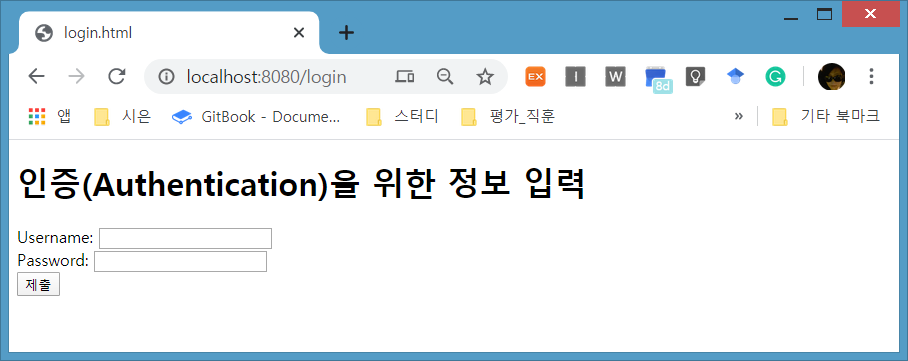 login.html
localhost:8080/login
EX I W 8d G
앱 시은 GitBook - Docume... 스터디 평가_직훈 » 기타 북마크
인증(Authentication)을 위한 정보 입력
Username:
Password:
제출